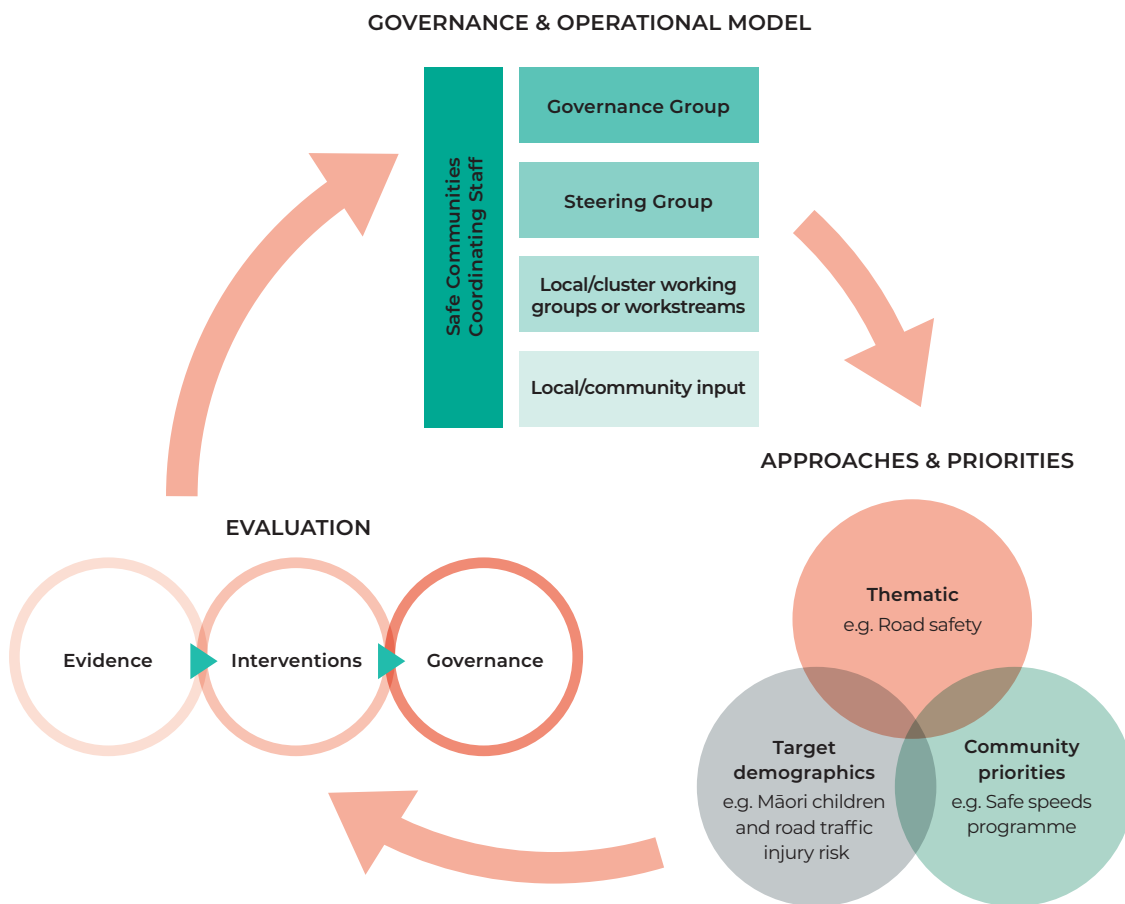 GOVERNANCE & OPERATIONAL MODEL
Safe Communities
Coordinating Staff
Governance Group
Steering Group
Local/cluster working
groups or workstreams
Local/community input
APPROACHES & PRIORITIES
Thematic
e.g. Road safety
Target
demographics
e.g. Māori children
and road traffic
injury risk
Community
priorities
e.g. Safe speeds
programme
EVALUATION
Evidence
Interventions
Governance